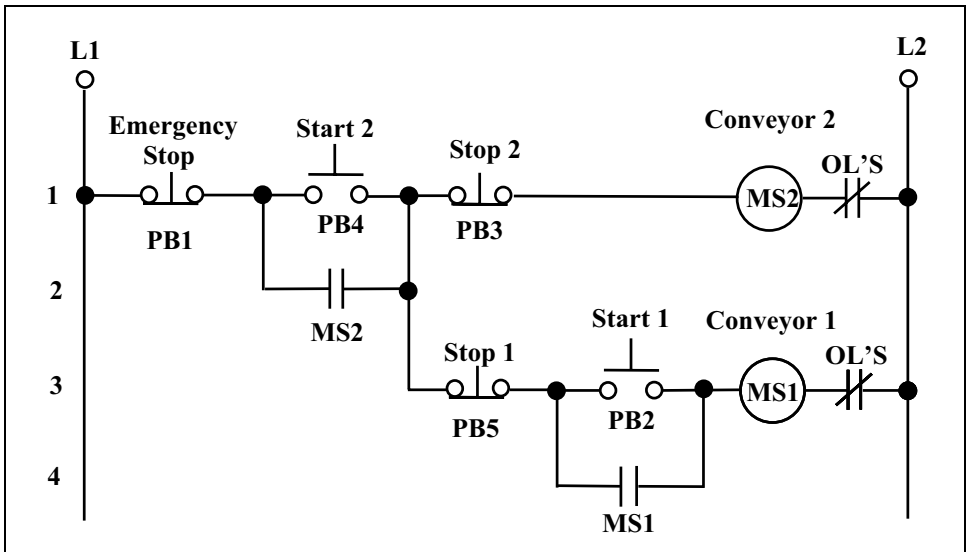 L1
L2
Emergency
Stop
Start 2
Stop 2
Conveyor 2
OL'S
1
PB1
PB4
PB3
MS2
2
MS2
Start 1
Conveyor 1
Stop 1
OL'S
3
PB5
PB2
MS1
4
MS1